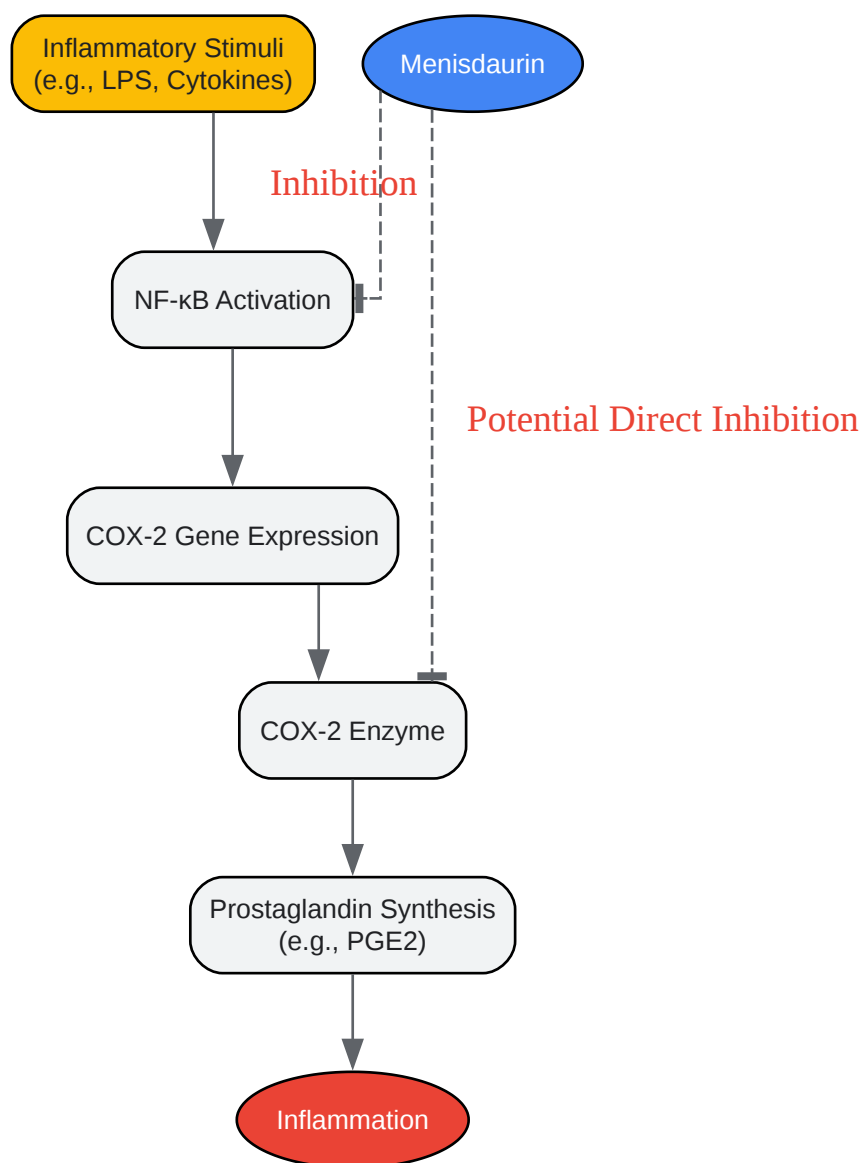 Inflammatory Stimuli
(e.g., LPS, Cytokines)
Menisdaurin
Inhibition
NF-κB Activation
Potential Direct Inhibition
COX-2 Gene Expression
COX-2 Enzyme
Prostaglandin Synthesis
(e.g., PGE2)
Inflammation